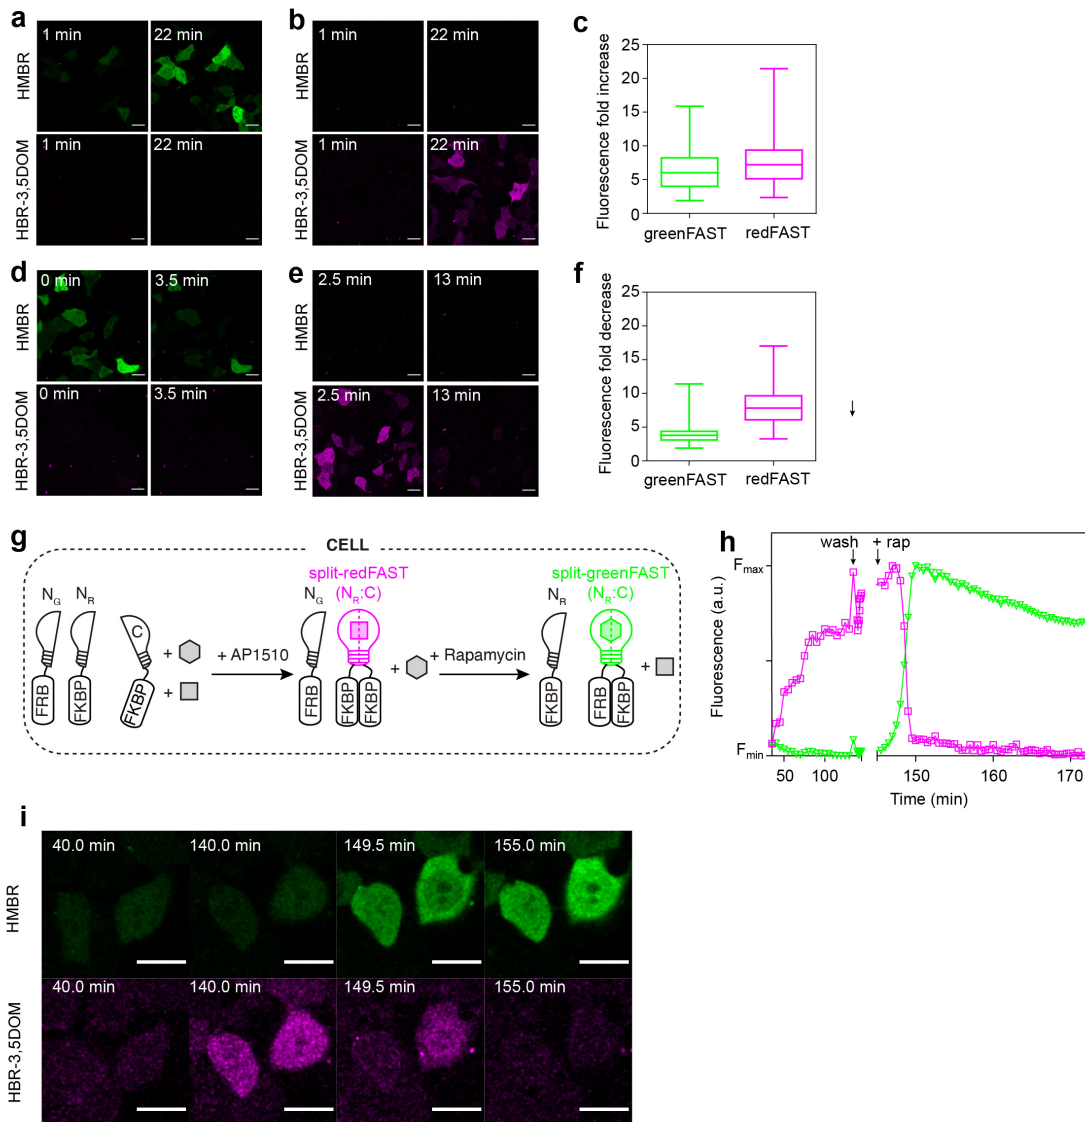 a
HMBR
1 min
22 min
HBR-3,5DOM
1 min
22 min
b
HMBR
1 min
22 min
HBR-3,5DOM
1 min
22 min
c
Fluorescence fold increase
25
20
15
10
5
0
greenFAST
redFAST
d
HMBR
0 min
3.5 min
HBR-3,5DOM
0 min
3.5 min
e
HMBR
2.5 min
13 min
HBR-3,5DOM
2.5 min
13 min
f
Fluorescence fold decrease
25
20
15
10
5
0
greenFAST
redFAST
g
CELL
split-redFAST
(NR:C)
split-greenFAST
(NR:C)
NG
NR
C
NG
NR
+
+
+ AP1510
+
+ Rapamycin
+
FRB
FKBP
FKBP
FRB
FKBP
FKBP
FKBP
FRB
FKBP
h
wash
+ rap
Fmax
Fmin
Fluorescence (a.u.)
50
100
150
160
170
Time (min)
i
HMBR
40.0 min
140.0 min
149.5 min
155.0 min
HBR-3,5DOM
40.0 min
140.0 min
149.5 min
155.0 min